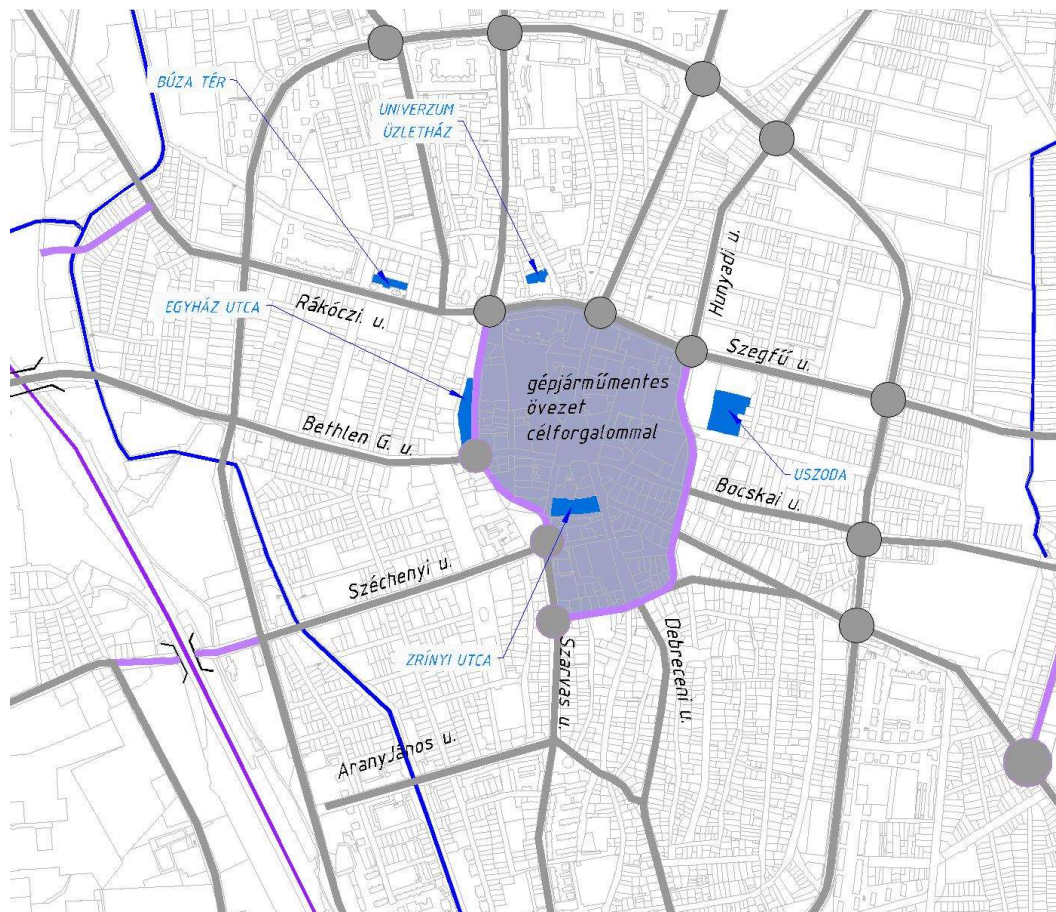 BÚZA TÉR
UNIVERZUM
ÜZLETHÁZ
Hunyadi u.
EGYHÁZ UTCA
Rákóczi. u.
Szegfű u.
gépjárműmentes
övezet
célforgalommal
Bethlen G. u.
USZODA
Bocskai u.
Széchenyi u.
ZRÍNYI UTCA
Szarvas u.
Debreceni u.
AranyJános u.